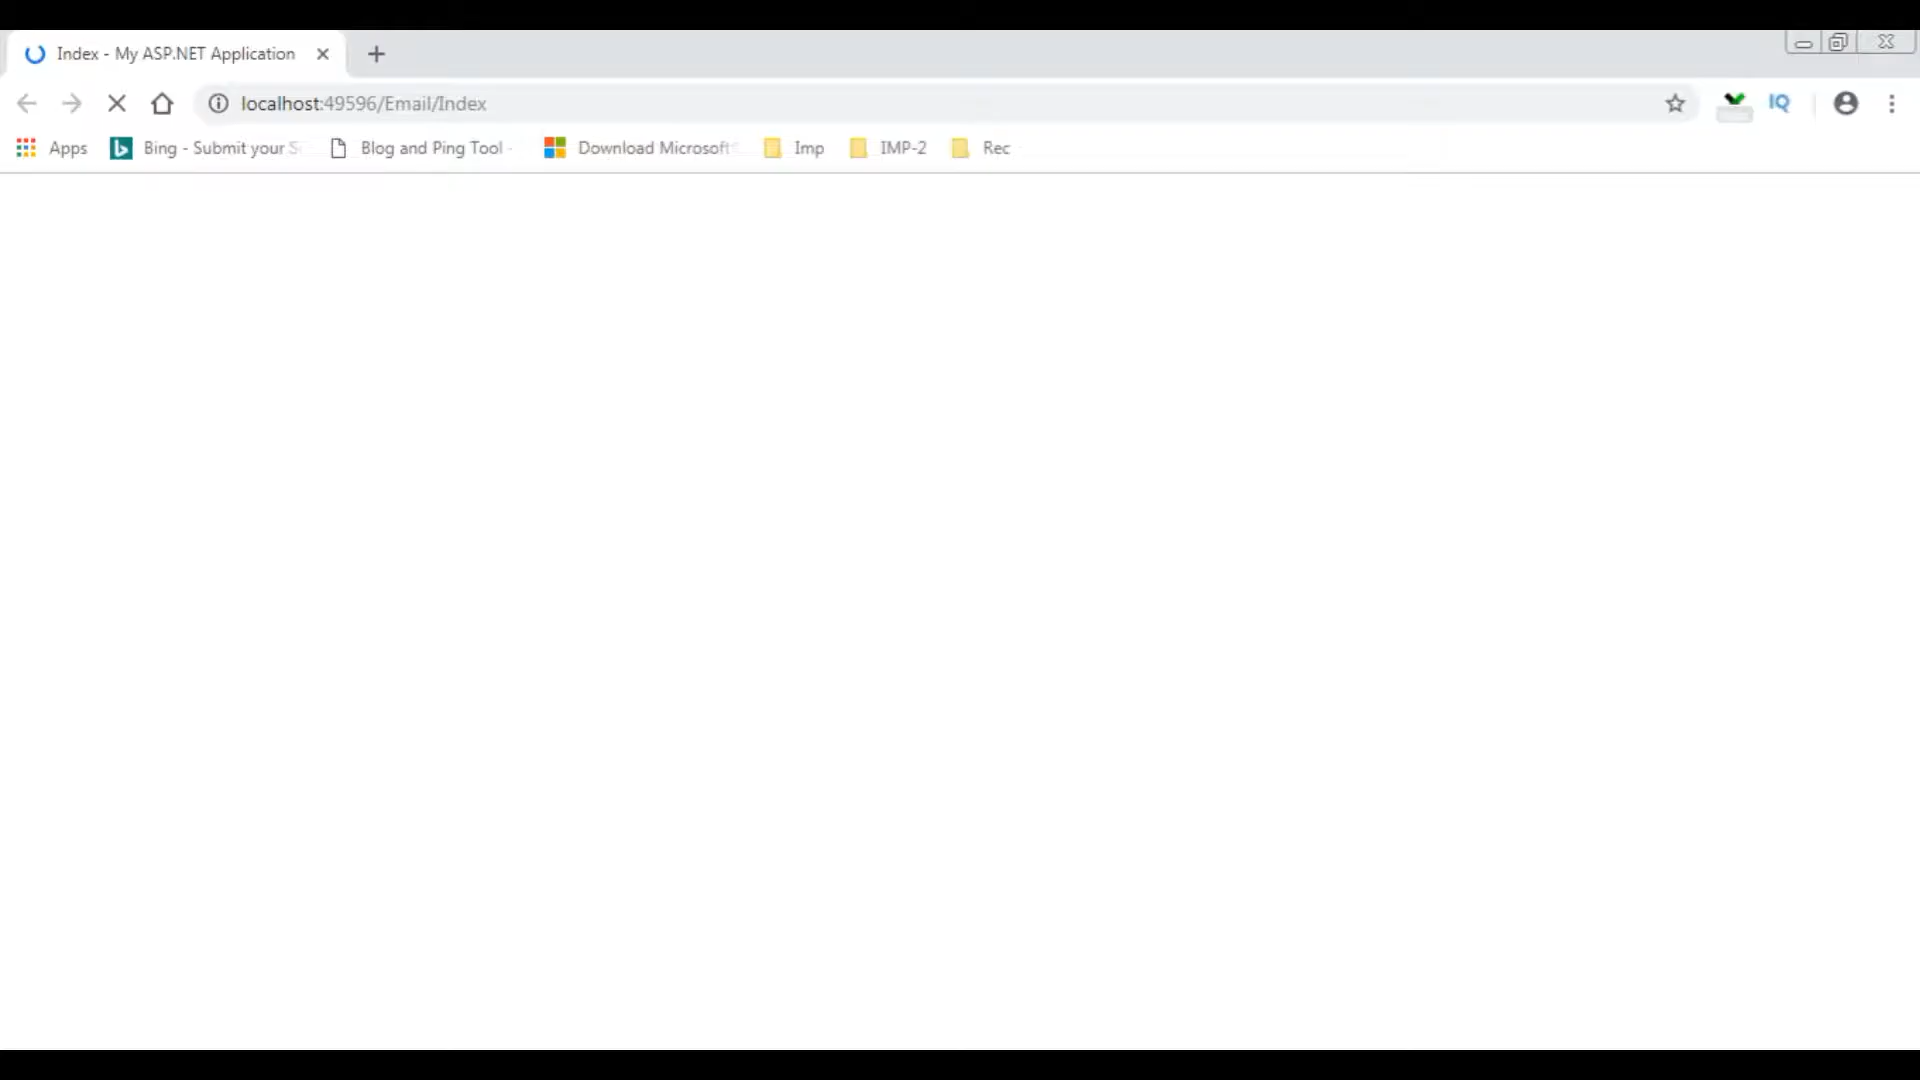 Index - My ASP.NET Application
localhost:49596/Email/Index
IQ
Apps Bing - Submit your S Blog and Ping Tool - Download Microsoft Imp IMP-2 Rec